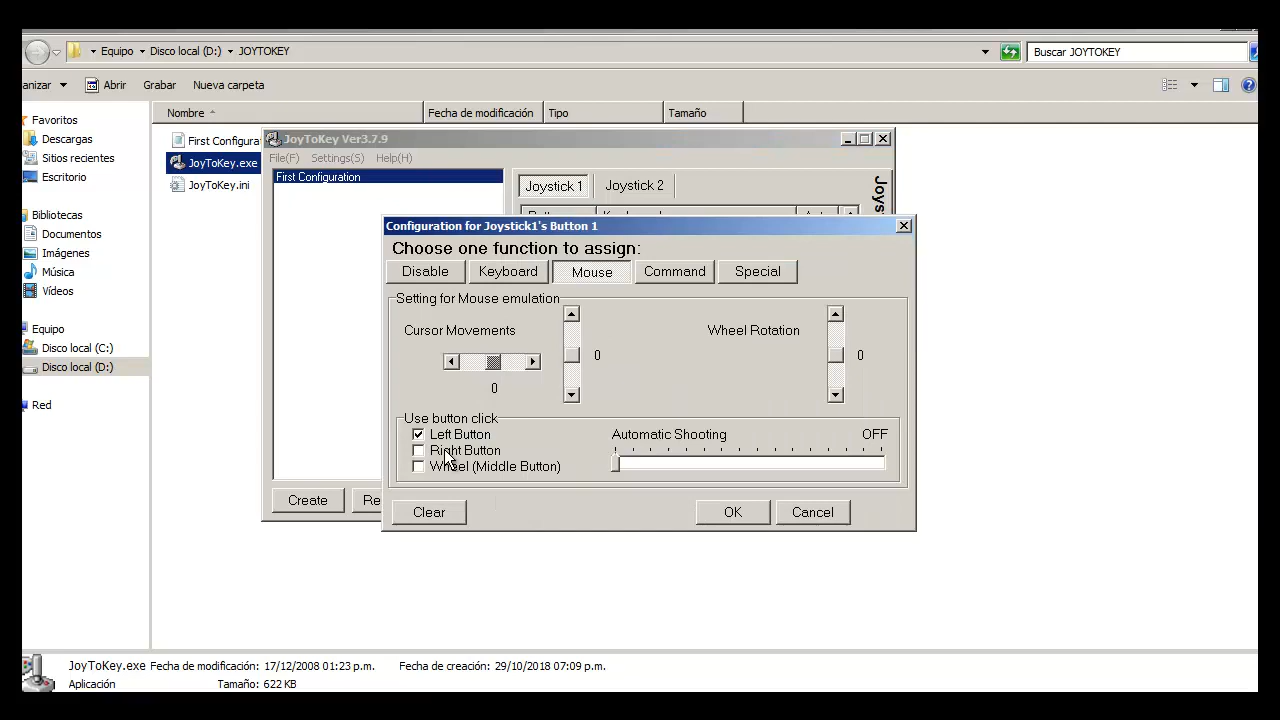 Equipo ▾ Disco local (D:) ▾ JOYTOKEY
Buscar JOYTOKEY
anizar
Abrir
Grabar
Nueva carpeta
Favoritos
Descargas
Sitios recientes
Escritorio
Bibliotecas
Documentos
Imágenes
Música
Vídeos
Equipo
Disco local (C:)
Disco local (D:)
Red
Nombre
Fecha de modificación
Tipo
Tamaño
First Configura
JoyToKey.exe
JoyToKey.ini
JoyToKey Ver3.7.9
File(F) Settings(S) Help(H)
First Configuration
Joystick 1
Joystick 2
Joys
Configuration for Joystick1's Button 1
Choose one function to assign:
Disable
Keyboard
Mouse
Command
Special
Setting for Mouse emulation
Cursor Movements
0
0
Wheel Rotation
0
Use button click
Left Button
Right Button
Wheel (Middle Button)
Automatic Shooting
OFF
Clear
OK
Cancel
Create
Re
JoyToKey.exe Fecha de modificación: 17/12/2008 01:23 p.m. Fecha de creación: 29/10/2018 07:09 p.m.
Aplicación Tamaño: 622 KB